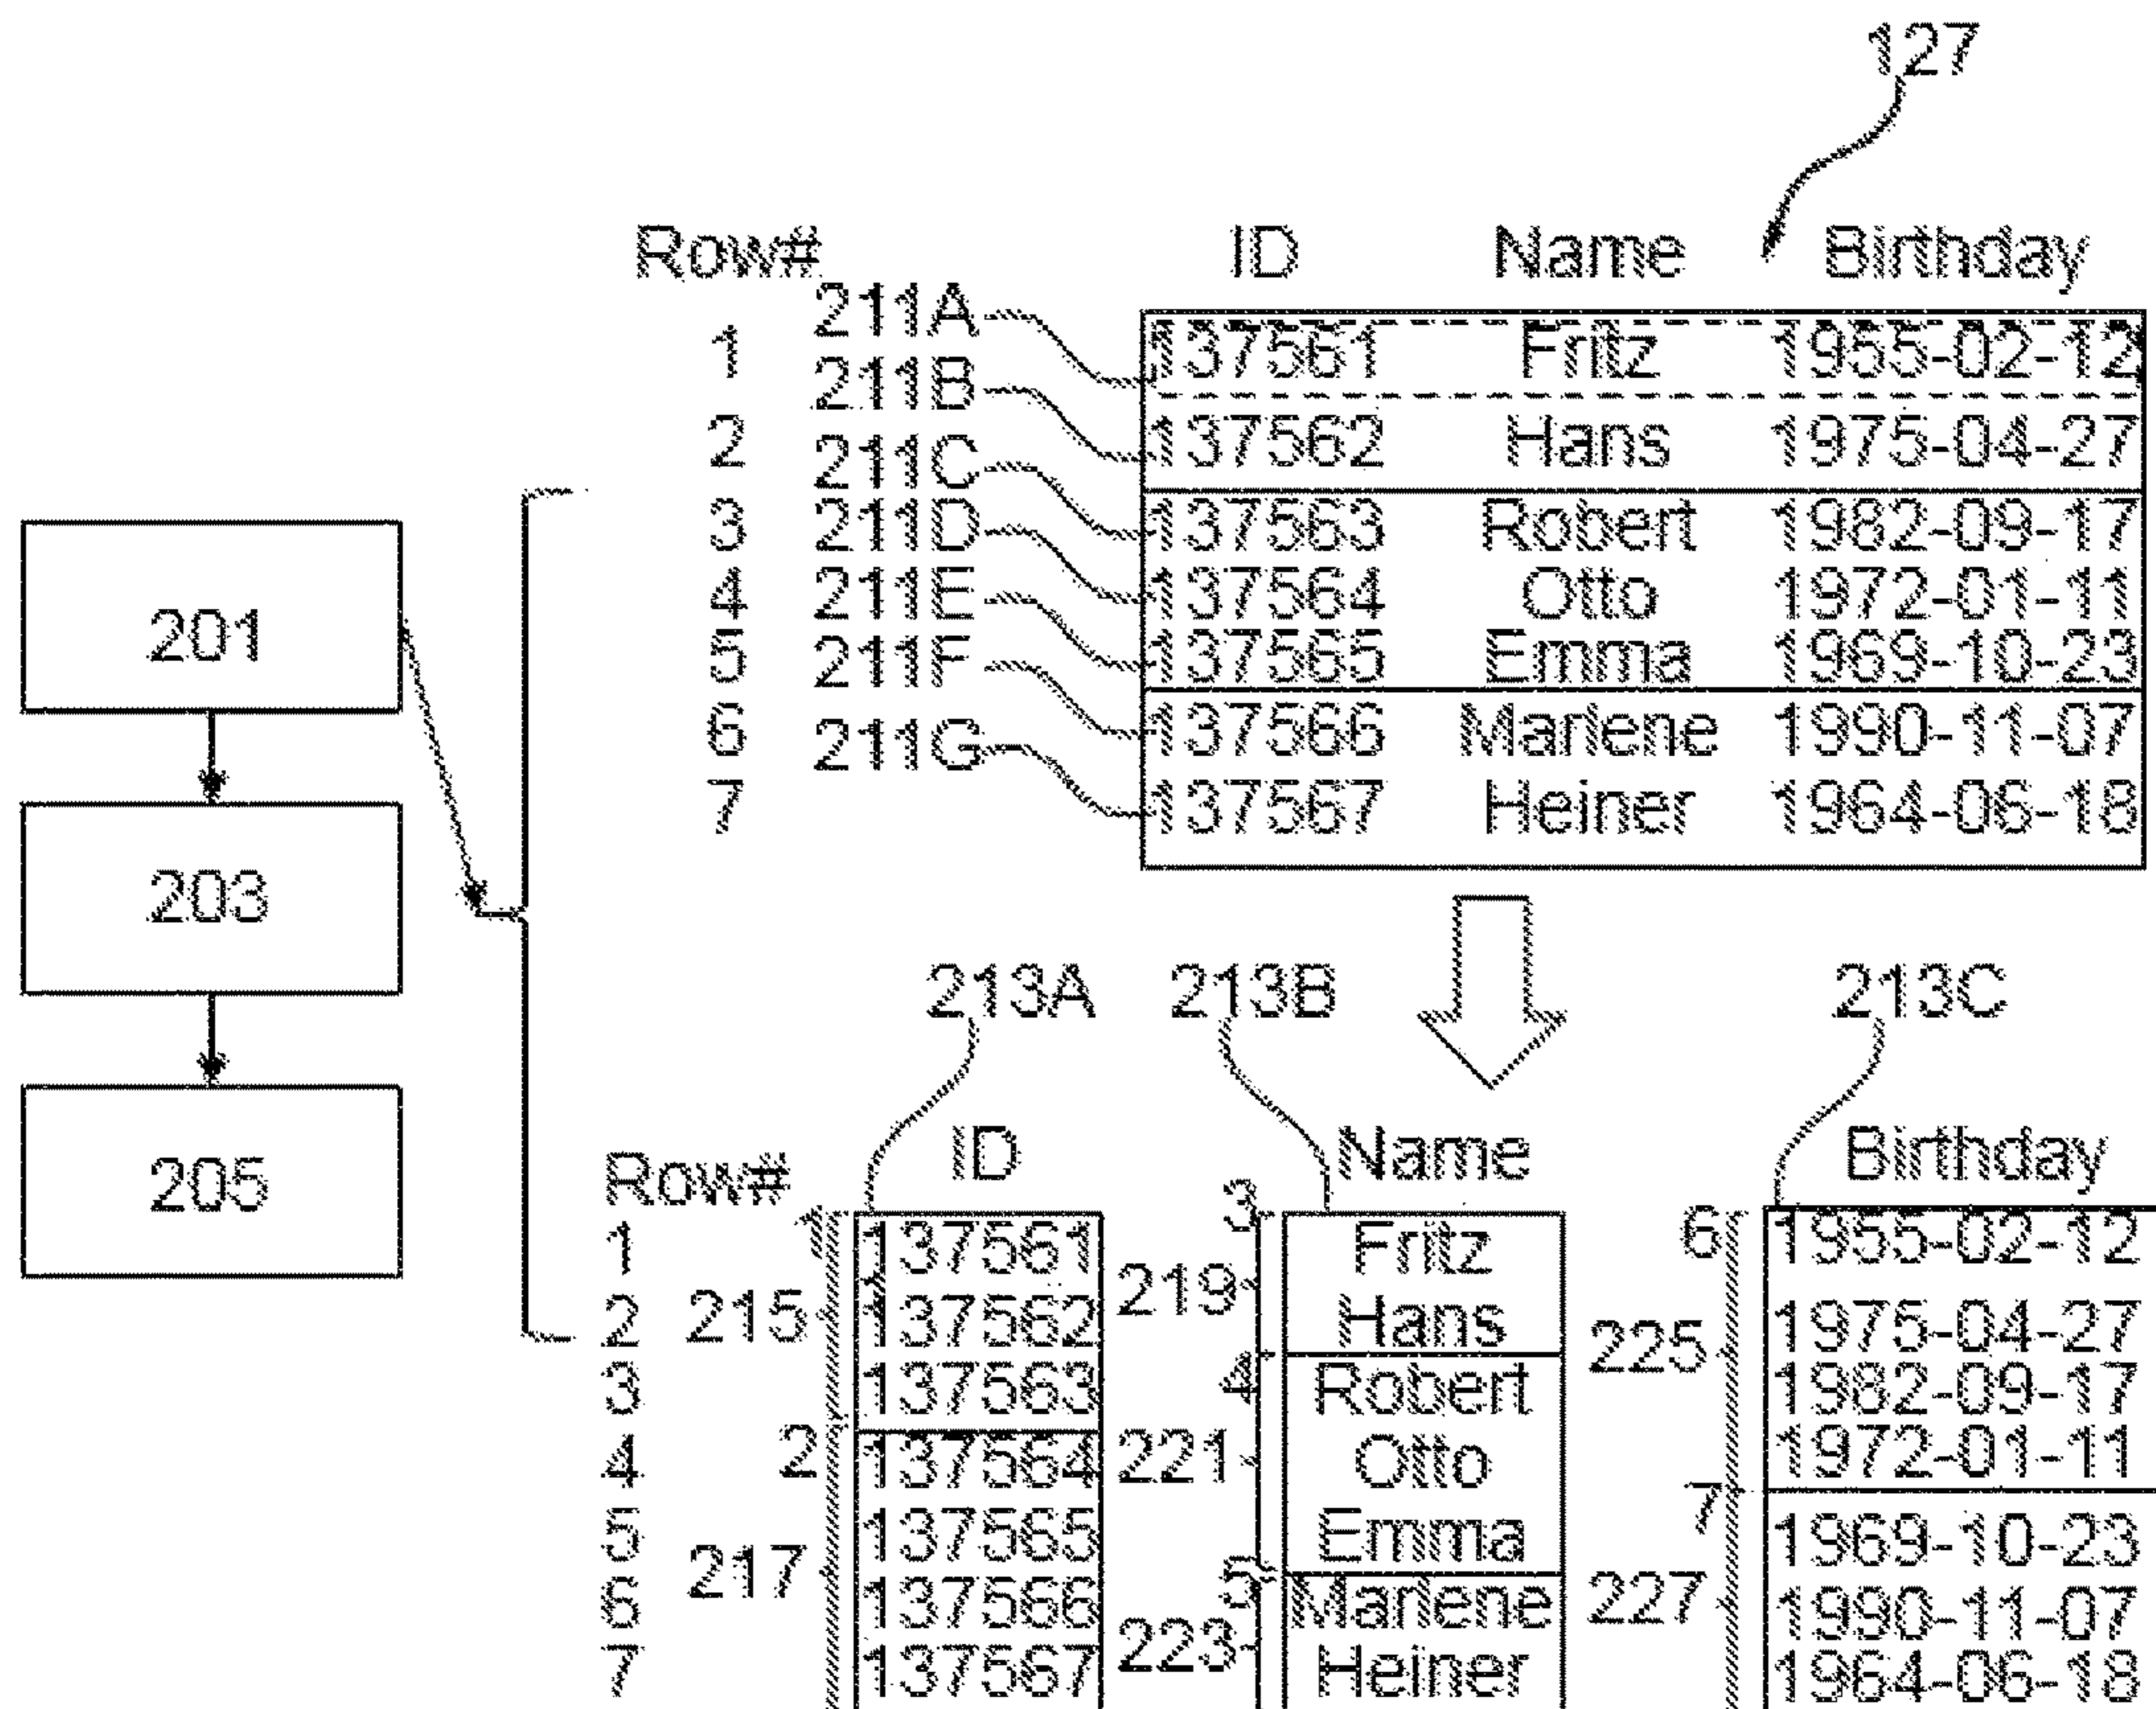 127
Row# ID Name Birthday
211A
1 137561 Fritz 1955-02-12
211B
2 137562 Hans 1975-04-27
211C
3 211D 137563 Robert 1982-09-17
4 211E 137564 Otto 1972-01-11
5 211F 137565 Emma 1969-10-23
6 211G 137566 Marlene 1990-11-07
7 137567 Heiner 1964-06-18
201
203
205
213A 213B 213C
Row# ID Name Birthday
1 1 137561 3 Fritz 6 1955-02-12
2 215 137562 219 Hans 225 1975-04-27
3 137563 4 Robert 1982-09-17
4 2 137564 221 Otto 1972-01-11
5 137565 Emma 7 1969-10-23
6 217 137566 5 Marlene 227 1990-11-07
7 137567 223 Heiner 1964-06-18